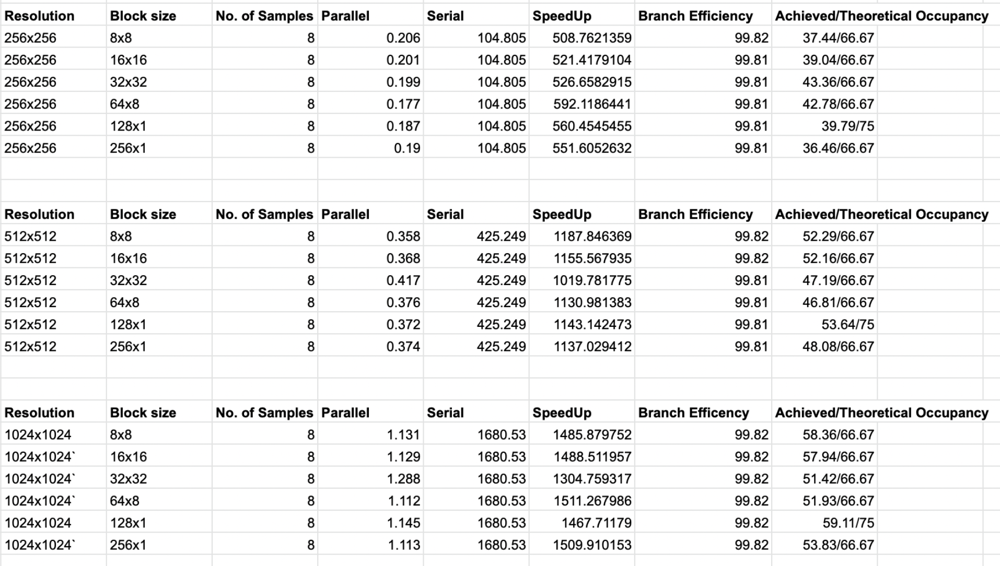 Resolution Block size No. of Samples Parallel Serial SpeedUp Branch Efficiency Achieved/Theoretical Occupancy
256x256 8x8 8 0.206 104.805 508.7621359 99.82 37.44/66.67
256x256 16x16 8 0.201 104.805 521.4179104 99.81 39.04/66.67
256x256 32x32 8 0.199 104.805 526.6582915 99.81 43.36/66.67
256x256 64x8 8 0.177 104.805 592.1186441 99.81 42.78/66.67
256x256 128x1 8 0.187 104.805 560.4545455 99.81 39.79/75
256x256 256x1 8 0.19 104.805 551.6052632 99.81 36.46/66.67
Resolution Block size No. of Samples Parallel Serial SpeedUp Branch Efficiency Achieved/Theoretical Occupancy
512x512 8x8 8 0.358 425.249 1187.846369 99.82 52.29/66.67
512x512 16x16 8 0.368 425.249 1155.567935 99.82 52.16/66.67
512x512 32x32 8 0.417 425.249 1019.781775 99.81 47.19/66.67
512x512 64x8 8 0.376 425.249 1130.981383 99.81 46.81/66.67
512x512 128x1 8 0.372 425.249 1143.142473 99.81 53.64/75
512x512 256x1 8 0.374 425.249 1137.029412 99.81 48.08/66.67
Resolution Block size No. of Samples Parallel Serial SpeedUp Branch Efficency Achieved/Theoretical Occupancy
1024x1024 8x8 8 1.131 1680.53 1485.879752 99.82 58.36/66.67
1024x1024` 16x16 8 1.129 1680.53 1488.511957 99.82 57.94/66.67
1024x1024` 32x32 8 1.288 1680.53 1304.759317 99.82 51.42/66.67
1024x1024` 64x8 8 1.112 1680.53 1511.267986 99.82 51.93/66.67
1024x1024 128x1 8 1.145 1680.53 1467.71179 99.82 59.11/75
1024x1024` 256x1 8 1.113 1680.53 1509.910153 99.82 53.83/66.67